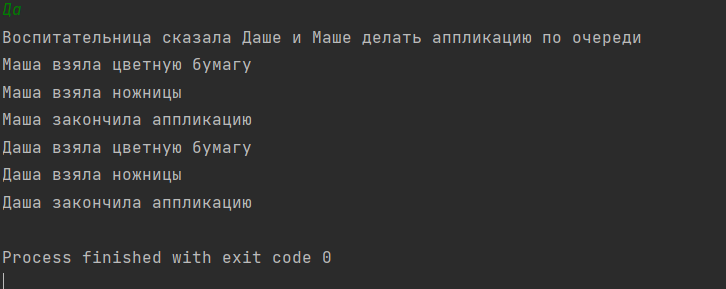 Да
Воспитательница сказала Даше и Маше делать аппликацию по очереди
Маша взяла цветную бумагу
Маша взяла ножницы
Маша закончила аппликацию
Даша взяла цветную бумагу
Даша взяла ножницы
Даша закончила аппликацию
Process finished with exit code 0